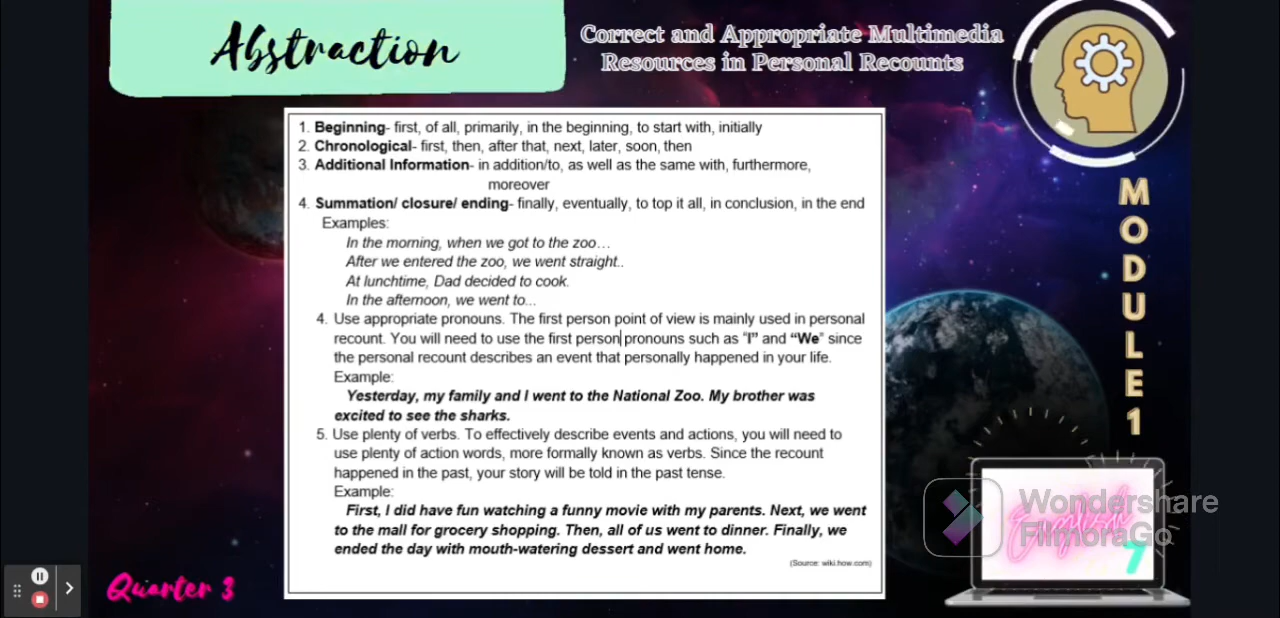 Abstraction
Correct and Appropriate Multimedia
Resources in Personal Recounts
1. Beginning- first, of all, primarily, in the beginning, to start with, initially
2. Chronological- first, then, after that, next, later, soon, then
3. Additional Information- in addition/to, as well as the same with, furthermore,
moreover
4. Summation/ closure/ ending- finally, eventually, to top it all, in conclusion, in the end
Examples:
In the morning, when we got to the zoo…
After we entered the zoo, we went straight..
At lunchtime, Dad decided to cook.
In the afternoon, we went to...
4. Use appropriate pronouns. The first person point of view is mainly used in personal
recount. You will need to use the first person pronouns such as “I” and “We” since
the personal recount describes an event that personally happened in your life.
Example:
Yesterday, my family and I went to the National Zoo. My brother was
excited to see the sharks.
5. Use plenty of verbs. To effectively describe events and actions, you will need to
use plenty of action words, more formally known as verbs. Since the recount
happened in the past, your story will be told in the past tense.
Example:
First, I did have fun watching a funny movie with my parents. Next, we went
to the mall for grocery shopping. Then, all of us went to dinner. Finally, we
ended the day with mouth-watering dessert and went home.
(Source: wiki.how.com)
MODULE1
English
7
Wondershare
FilmoraGo
Quarter 3